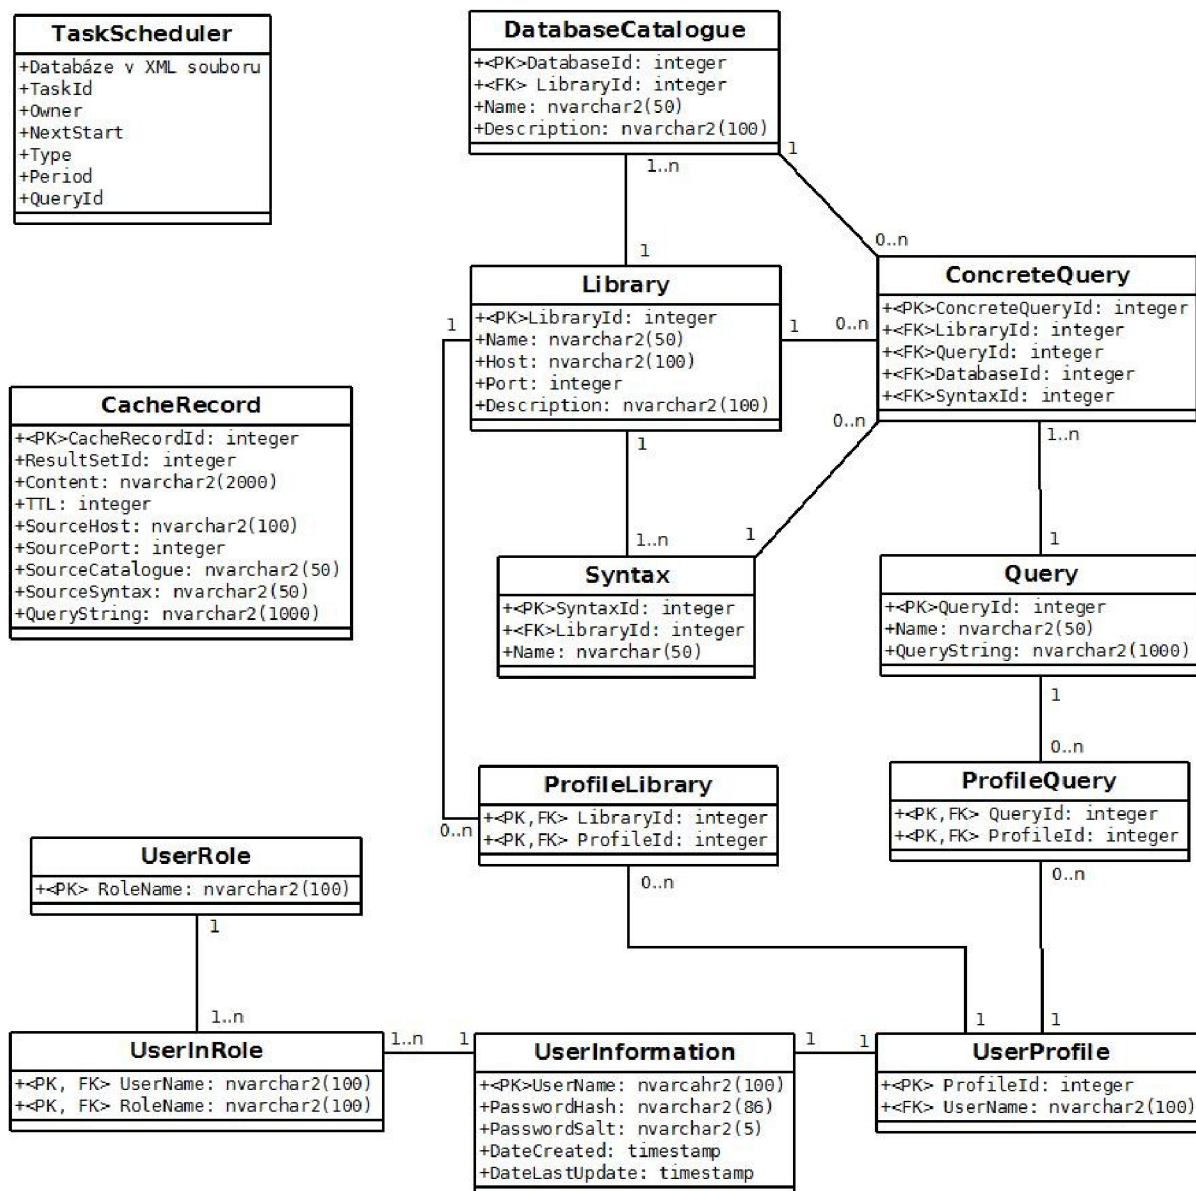 TaskScheduler
+Databáze v XML souboru
+TaskId
+Owner
+NextStart
+Type
+Period
+QueryId
DatabaseCatalogue
+<PK>DatabaseId: integer
+<FK> LibraryId: integer
+Name: nvarchar2(50)
+Description: nvarchar2(100)
1..n
1
1
0..n
Library
+<PK>LibraryId: integer
+Name: nvarchar2(50)
+Host: nvarchar2(100)
+Port: integer
+Description: nvarchar2(100)
1
1
0..n
ConcreteQuery
+<PK>ConcreteQueryId: integer
+<FK>LibraryId: integer
+<FK>QueryId: integer
+<FK>DatabaseId: integer
+<FK>SyntaxId: integer
0..n
1..n
CacheRecord
+<PK>CacheRecordId: integer
+ResultSetId: integer
+Content: nvarchar2(2000)
+TTL: integer
+SourceHost: nvarchar2(100)
+SourcePort: integer
+SourceCatalogue: nvarchar2(50)
+SourceSyntax: nvarchar2(50)
+QueryString: nvarchar2(1000)
1
1..n
1
1
Syntax
+<PK>SyntaxId: integer
+<FK>LibraryId: integer
+Name: nvarchar(50)
Query
+<PK>QueryId: integer
+Name: nvarchar2(50)
+QueryString: nvarchar2(1000)
1
0..n
ProfileLibrary
+<PK,FK> LibraryId: integer
+<PK,FK> ProfileId: integer
0..n
0..n
ProfileQuery
+<PK,FK> QueryId: integer
+<PK,FK> ProfileId: integer
0..n
UserRole
+<PK> RoleName: nvarchar2(100)
1
1..n
UserInRole
+<PK, FK> UserName: nvarchar2(100)
+<PK, FK> RoleName: nvarchar2(100)
1..n
1
UserInformation
+<PK>UserName: nvarcahr2(100)
+PasswordHash: nvarchar2(86)
+PasswordSalt: nvarchar2(5)
+DateCreated: timestamp
+DateLastUpdate: timestamp
1
1
1
1
UserProfile
+<PK> ProfileId: integer
+<FK> UserName: nvarchar2(100)